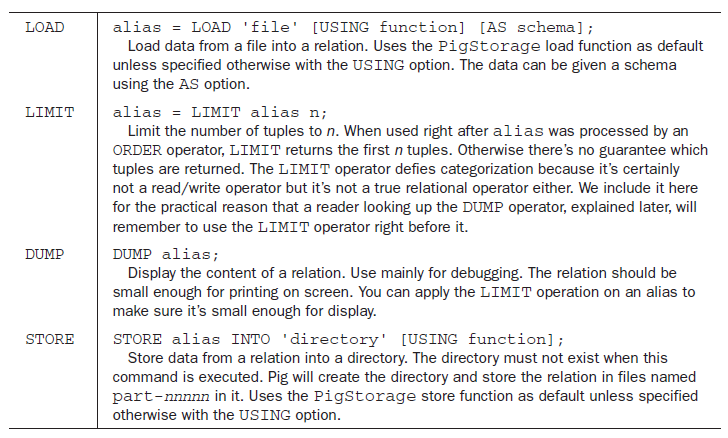 LOAD alias = LOAD 'file' [USING function] [AS schema];
Load data from a file into a relation. Uses the PigStorage load function as default
unless specified otherwise with the USING option. The data can be given a schema
using the AS option.
LIMIT alias = LIMIT alias n;
Limit the number of tuples to n. When used right after alias was processed by an
ORDER operator, LIMIT returns the first n tuples. Otherwise there's no guarantee which
tuples are returned. The LIMIT operator defies categorization because it's certainly
not a read/write operator but it's not a true relational operator either. We include it here
for the practical reason that a reader looking up the DUMP operator, explained later, will
remember to use the LIMIT operator right before it.
DUMP DUMP alias;
Display the content of a relation. Use mainly for debugging. The relation should be
small enough for printing on screen. You can apply the LIMIT operation on an alias to
make sure it's small enough for display.
STORE STORE alias INTO 'directory' [USING function];
Store data from a relation into a directory. The directory must not exist when this
command is executed. Pig will create the directory and store the relation in files named
part-nnnnn in it. Uses the PigStorage store function as default unless specified
otherwise with the USING option.